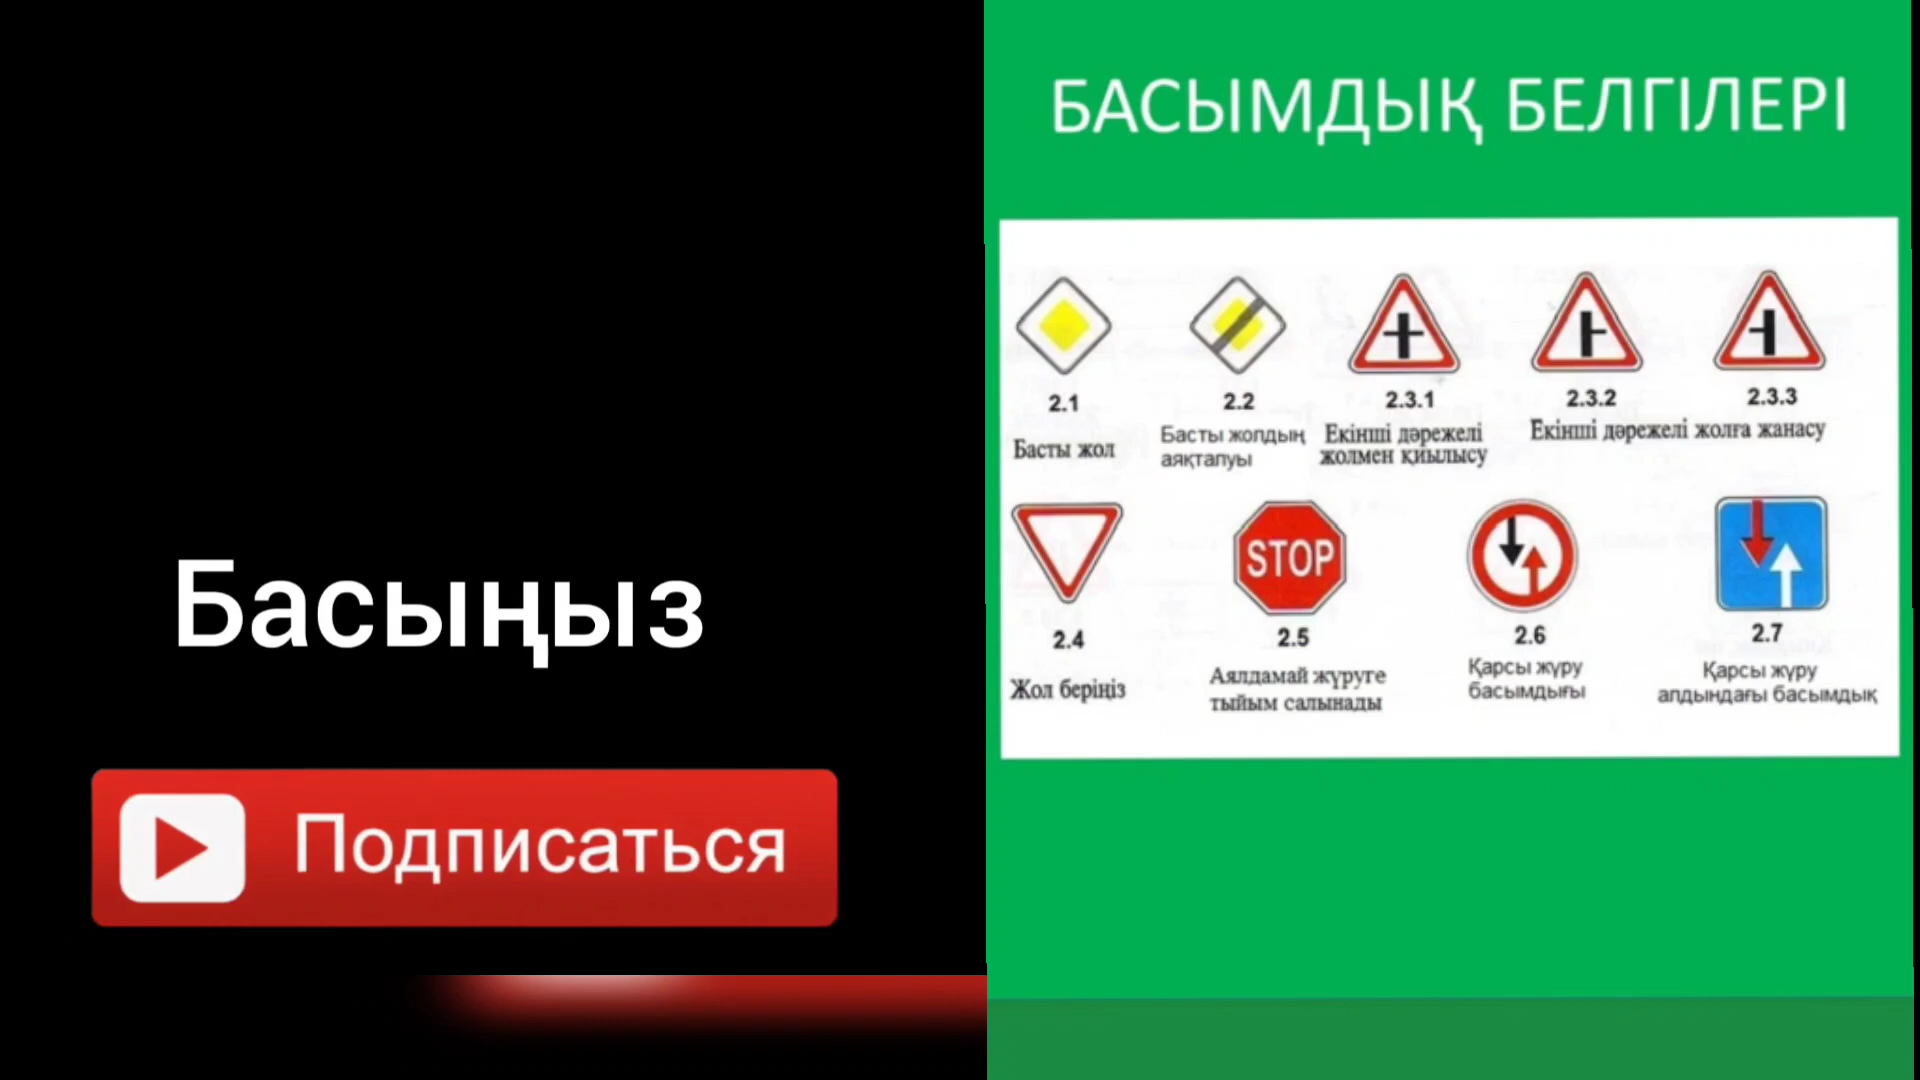 Басыңыз
Подписаться
БАСЫМДЫҚ БЕЛГІЛЕРІ
2.1
2.2
2.3.1
2.3.2
2.3.3
Басты жол
Басты жолдың
аяқталуы
Екінші дәрежелі
жолмен қиылысу
Екінші дәрежелі жолға жанасу
STOP
2.4
2.5
2.6
2.7
Жол беріңіз
Аялдамай жүруге
тыйым салынады
Қарсы жүру
басымдығы
Қарсы жүру
алдындағы басымдық